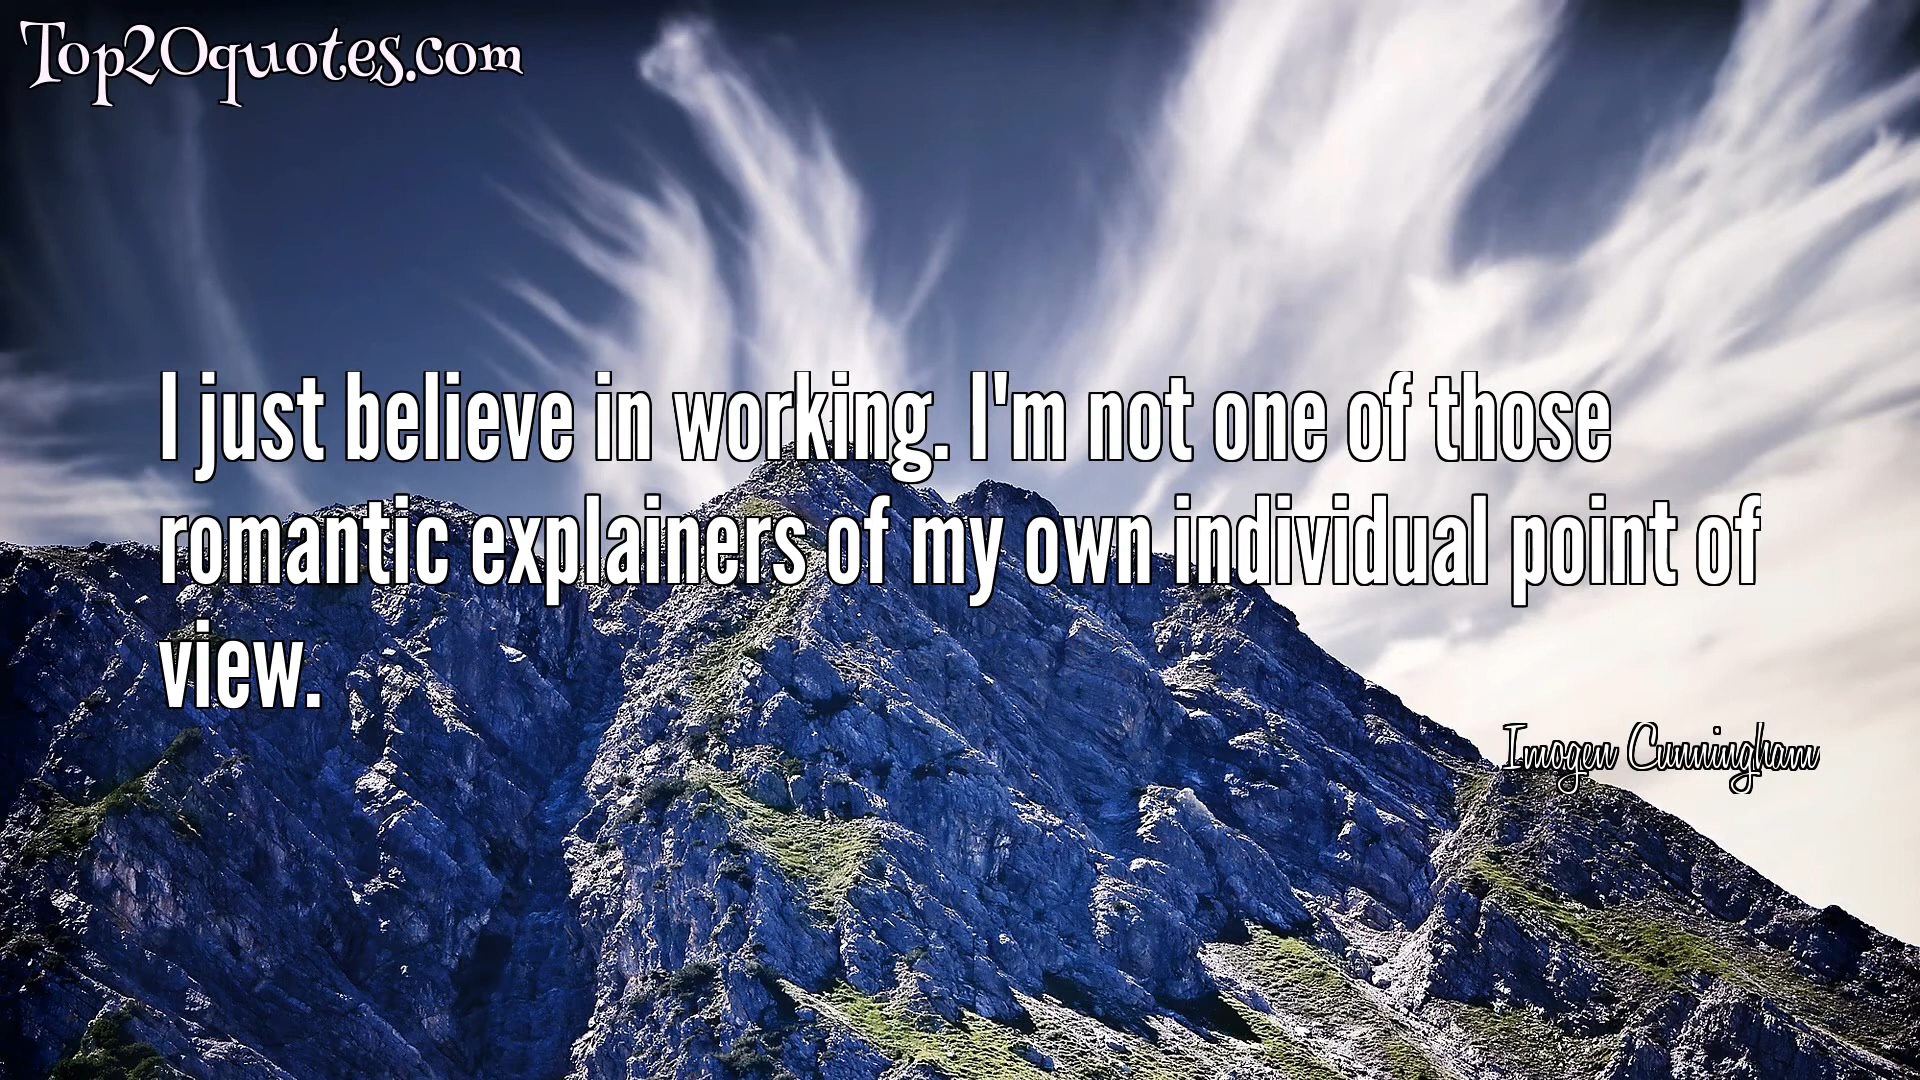 Top20quotes.com
I just believe in working. I'm not one of those
romantic explainers of my own individual point of
view.
Imogen Cunningham